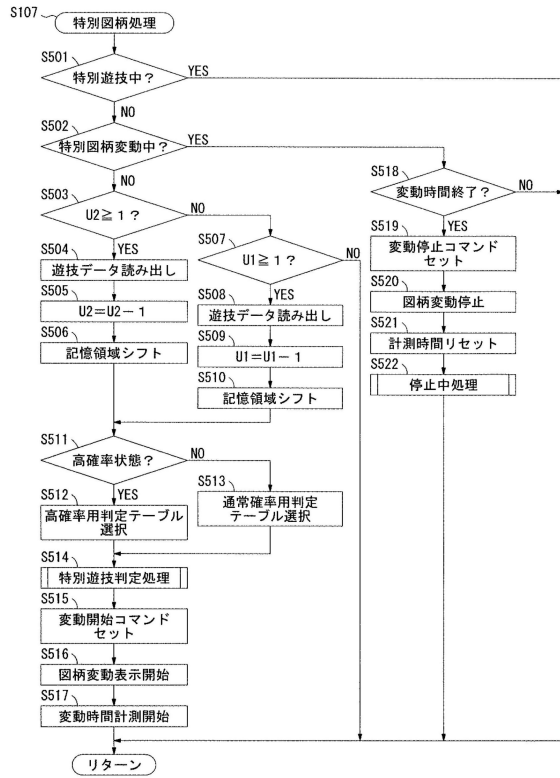 S107
特別図柄処理
S501
特別遊技中？
YES
NO
S502
特別図柄変動中？
YES
NO
S518
変動時間終了？
NO
YES
S503
U2≧1？
NO
YES
S504
遊技データ読み出し
S505
U2=U2-1
S506
記憶領域シフト
S507
U1≧1？
NO
YES
S508
遊技データ読み出し
S509
U1=U1-1
S510
記憶領域シフト
S519
変動停止コマンド
セット
S520
図柄変動停止
S521
計測時間リセット
S522
停止中処理
S511
高確率状態？
NO
YES
S512
高確率用判定テーブル
選択
S513
通常確率用判定
テーブル選択
S514
特別遊技判定処理
S515
変動開始コマンド
セット
S516
図柄変動表示開始
S517
変動時間計測開始
リターン